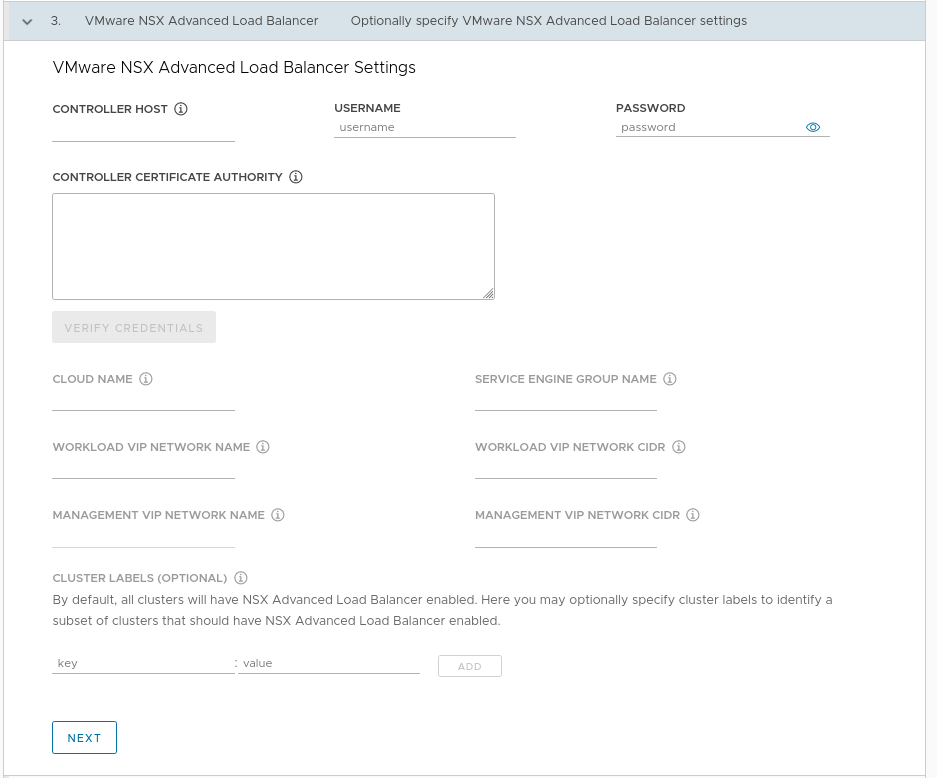 3. VMware NSX Advanced Load Balancer Optionally specify VMware NSX Advanced Load Balancer settings
VMware NSX Advanced Load Balancer Settings
CONTROLLER HOST USERNAME PASSWORD
username password
CONTROLLER CERTIFICATE AUTHORITY
VERIFY CREDENTIALS
CLOUD NAME SERVICE ENGINE GROUP NAME
WORKLOAD VIP NETWORK NAME WORKLOAD VIP NETWORK CIDR
MANAGEMENT VIP NETWORK NAME MANAGEMENT VIP NETWORK CIDR
CLUSTER LABELS (OPTIONAL)
By default, all clusters will have NSX Advanced Load Balancer enabled. Here you may optionally specify cluster labels to identify a
subset of clusters that should have NSX Advanced Load Balancer enabled.
key : value ADD
NEXT